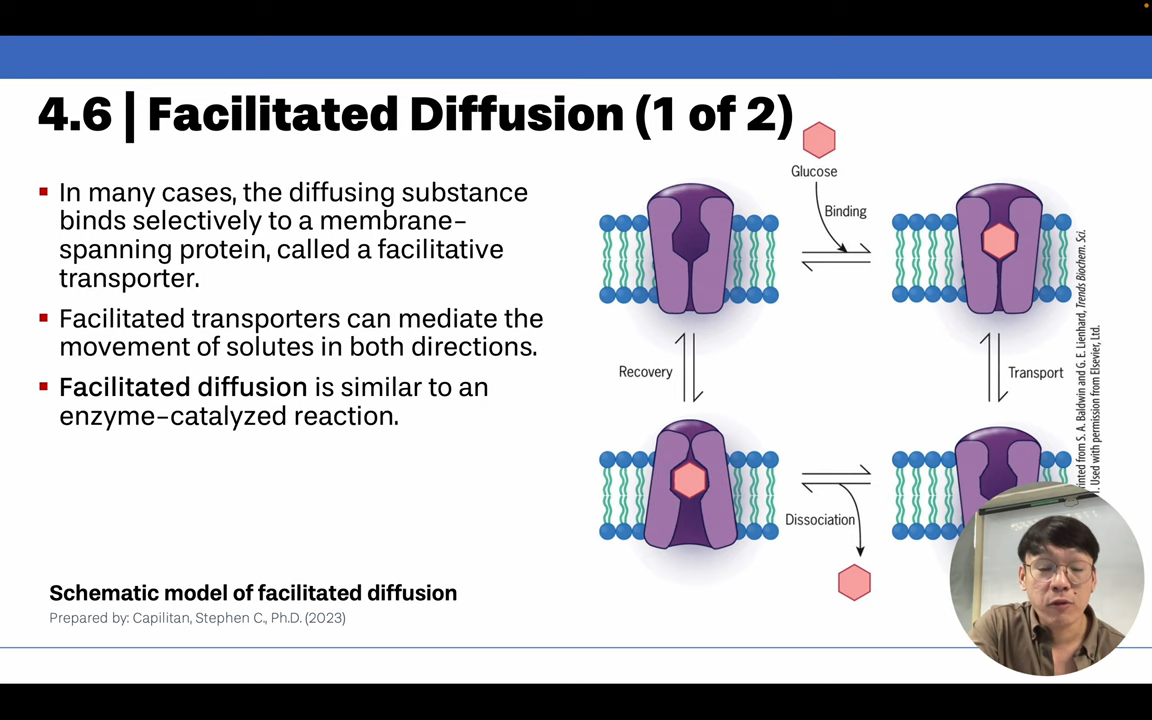 4.6 | Facilitated Diffusion (1 of 2)
▪ In many cases, the diffusing substance
binds selectively to a membrane-
spanning protein, called a facilitative
transporter.
▪ Facilitated transporters can mediate the
movement of solutes in both directions.
▪ Facilitated diffusion is similar to an
enzyme-catalyzed reaction.
Glucose
Binding
Recovery
Transport
Dissociation
S. A. Baldwin and G. E. Lienhard, Trends Biochem. Sci.
Used with permission from Elsevier, Ltd.
Schematic model of facilitated diffusion
Prepared by: Capilitan, Stephen C., Ph.D. (2023)